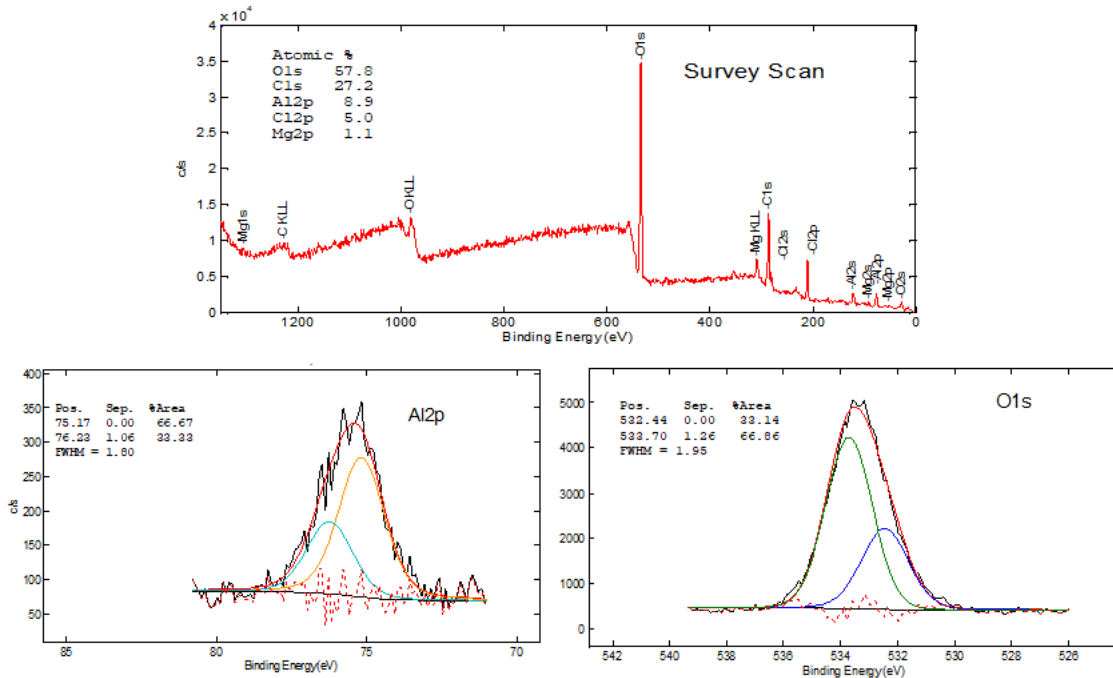 x 10⁴
4
3.5
3
2.5
2
1.5
1
0.5
0
c/s
Atomic %
O1s 57.8
C1s 27.2
Al2p 8.9
Cl2p 5.0
Mg2p 1.1
Survey Scan
-Mg1s
-C KLL
-O KLL
-O1s
-Mg KLL
-C1s
-Cl2s
-Cl2p
-Al2s
-Mg2s
-Al2p
-Mg2p
-O2s
1200 1000 800 600 400 200 0
Binding Energy (eV)
400
350
300
250
200
150
100
50
c/s
Pos. Sep. %Area
75.17 0.00 66.67
76.23 1.06 33.33
FWHM = 1.80
Al2p
85 80 75 70
Binding Energy (eV)
5000
4000
3000
2000
1000
0
Pos. Sep. %Area
532.44 0.00 33.14
533.70 1.26 66.86
FWHM = 1.95
O1s
542 540 538 536 534 532 530 528 526
Binding Energy (eV)